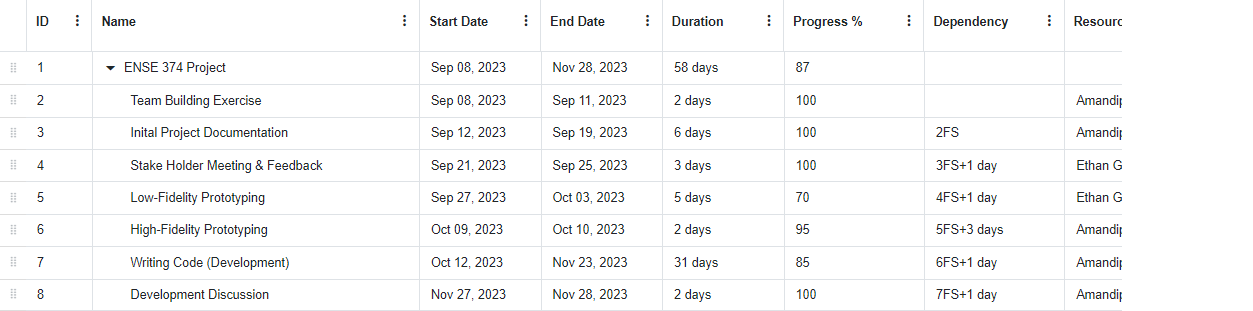 ID Name Start Date End Date Duration Progress % Dependency
1 ENSE 374 Project Sep 08, 2023 Nov 28, 2023 58 days 87
2 Team Building Exercise Sep 08, 2023 Sep 11, 2023 2 days 100
3 Inital Project Documentation Sep 12, 2023 Sep 19, 2023 6 days 100 2FS
4 Stake Holder Meeting & Feedback Sep 21, 2023 Sep 25, 2023 3 days 100 3FS+1 day Ethan G
5 Low-Fidelity Prototyping Sep 27, 2023 Oct 03, 2023 5 days 70 4FS+1 day Ethan G
6 High-Fidelity Prototyping Oct 09, 2023 Oct 10, 2023 2 days 95 5FS+3 days
7 Writing Code (Development) Oct 12, 2023 Nov 23, 2023 31 days 85 6FS+1 day
8 Development Discussion Nov 27, 2023 Nov 28, 2023 2 days 100 7FS+1 day